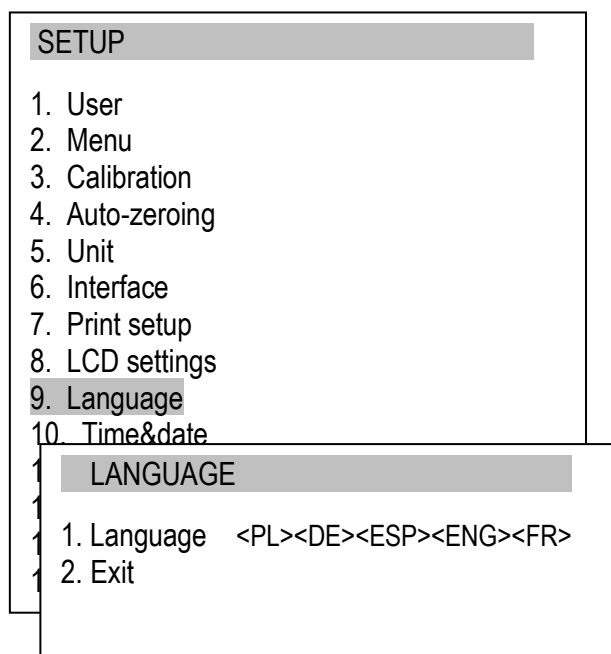 SETUP
1. User
2. Menu
3. Calibration
4. Auto-zeroing
5. Unit
6. Interface
7. Print setup
8. LCD settings
9. Language
10. Time&date
LANGUAGE
1. Language <PL><DE><ESP><ENG><FR>
2. Exit